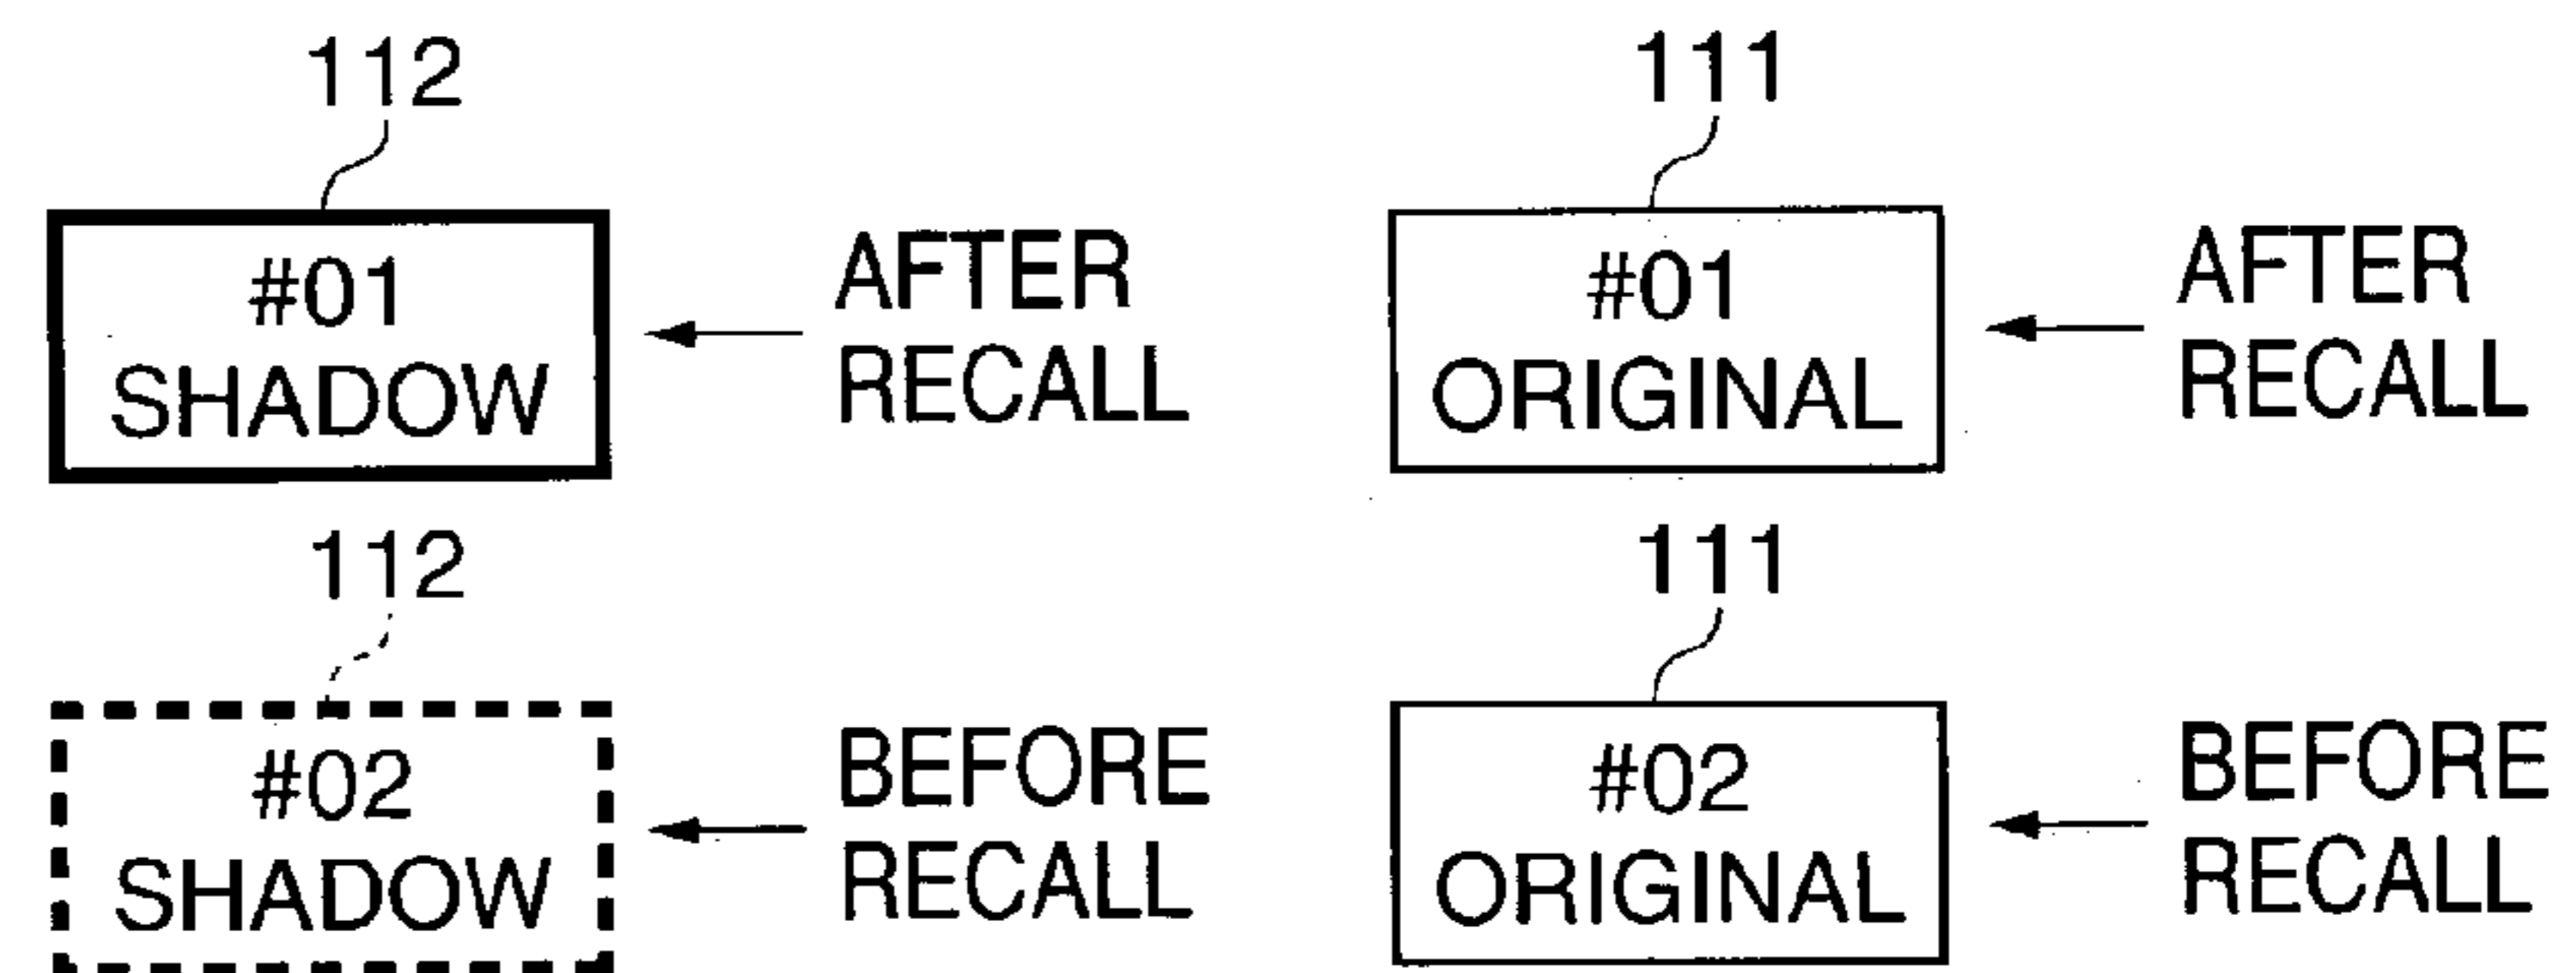 112
#01
SHADOW
AFTER
RECALL
111
#01
ORIGINAL
AFTER
RECALL
112
#02
SHADOW
BEFORE
RECALL
111
#02
ORIGINAL
BEFORE
RECALL